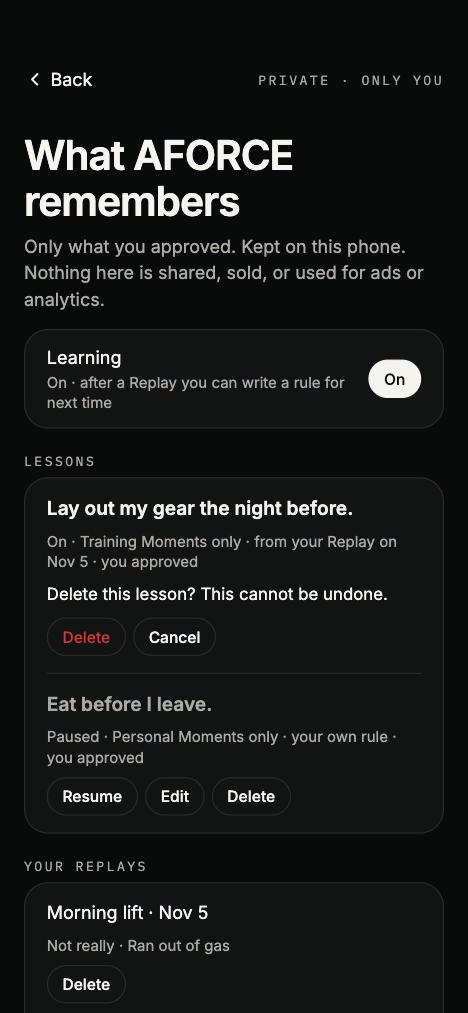 Back
PRIVATE · ONLY YOU
What AFORCE
remembers
Only what you approved. Kept on this phone.
Nothing here is shared, sold, or used for ads or
analytics.
Learning
On · after a Replay you can write a rule for
next time
On
LESSONS
Lay out my gear the night before.
On · Training Moments only · from your Replay on
Nov 5 · you approved
Delete this lesson? This cannot be undone.
Delete
Cancel
Eat before I leave.
Paused · Personal Moments only · your own rule ·
you approved
Resume
Edit
Delete
YOUR REPLAYS
Morning lift · Nov 5
Not really · Ran out of gas
Delete